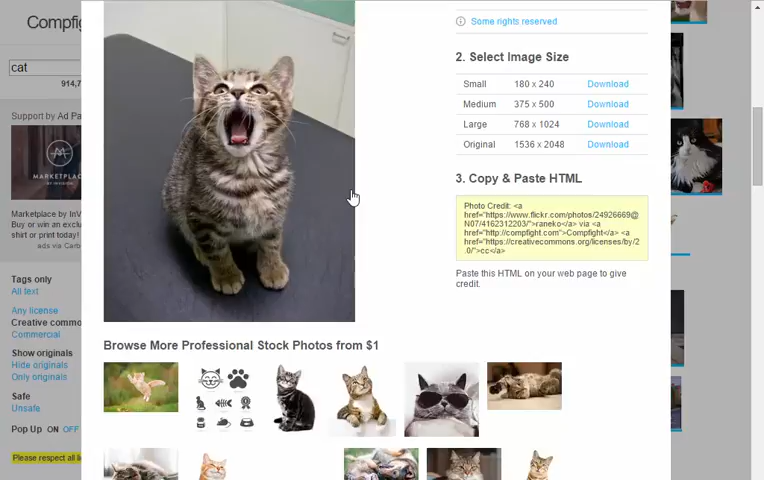 Compfig
Some rights reserved
cat
2. Select Image Size
914,7
Small 180 x 240 Download
Medium 375 x 500 Download
Large 768 x 1024 Download
Original 1536 x 2048 Download
Support by Ad Pa
MARKETPLACE
BY INVISION
3. Copy & Paste HTML
Photo Credit: <a
href="https://www.flickr.com/photos/24926669@
N07/4162312203/">raneko</a> via <a
href="http://compfight.com">Compfight</a> <a
href="https://creativecommons.org/licenses/by/2
.0/">cc</a>
Paste this HTML on your web page to give
credit.
Marketplace by InV
Buy or win an exclu
shirt or print today!
ads via Carb
Tags only
All text
Any license
Creative commo
Commercial
Show originals
Hide originals
Only originals
Safe
Unsafe
Pop Up ON OFF
Please respect all li
Browse More Professional Stock Photos from $1